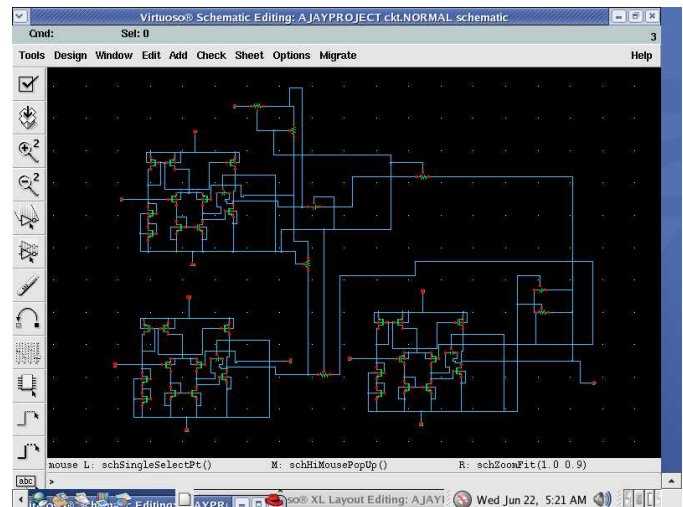 Virtuoso® Schematic Editing: AJAYPROJECT ckt.NORMAL schematic
Cmd: Sel: 0 3
Tools Design Window Edit Add Check Sheet Options Migrate Help
2
2
mouse L: schSingleSelectPt() M: schHiMousePopUp() R: schZoomFit(1.0 0.9)
abc >
so® XL Layout Editing: AJAYI Wed Jun 22, 5:21 AM